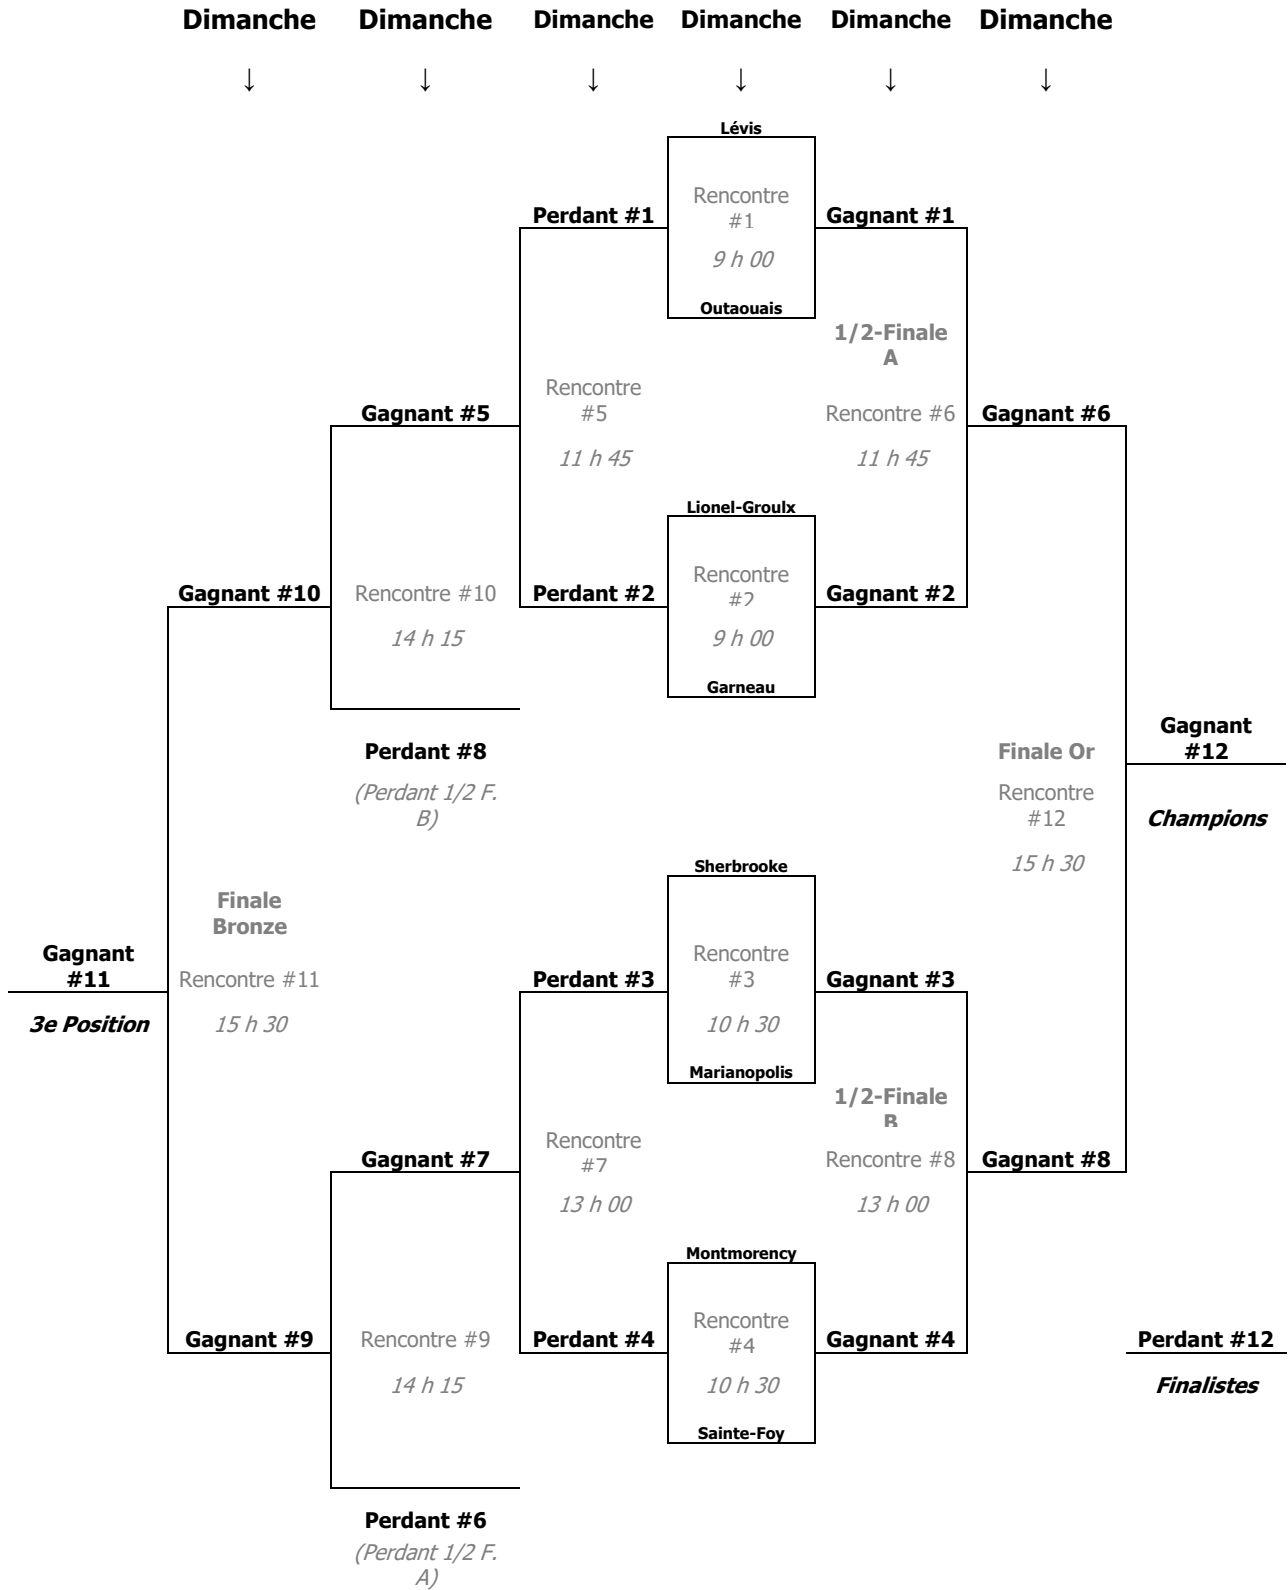 Dimanche Dimanche Dimanche Dimanche Dimanche Dimanche
↓ ↓ ↓ ↓ ↓ ↓
Lévis
Rencontre
#1
9 h 00
Perdant #1
Gagnant #1
Outaouais
1/2-Finale
A
Rencontre
#5
11 h 45
Gagnant #5
Rencontre #6
11 h 45
Gagnant #6
Lionel-Groulx
Rencontre
#2
9 h 00
Gagnant #10
Rencontre #10
14 h 15
Perdant #2
Gagnant #2
Garneau
Perdant #8
(Perdant 1/2 F.
B)
Finale Or
Rencontre
#12
15 h 30
Gagnant
#12
Champions
Sherbrooke
Finale
Bronze
Rencontre #11
15 h 30
Gagnant
#11
3e Position
Perdant #3
Rencontre
#3
10 h 30
Gagnant #3
Marianopolis
1/2-Finale
B
Gagnant #7
Rencontre
#7
13 h 00
Rencontre #8
13 h 00
Gagnant #8
Montmorency
Gagnant #9
Rencontre #9
14 h 15
Perdant #4
Rencontre
#4
10 h 30
Gagnant #4
Perdant #12
Finalistes
Sainte-Foy
Perdant #6
(Perdant 1/2 F.
A)